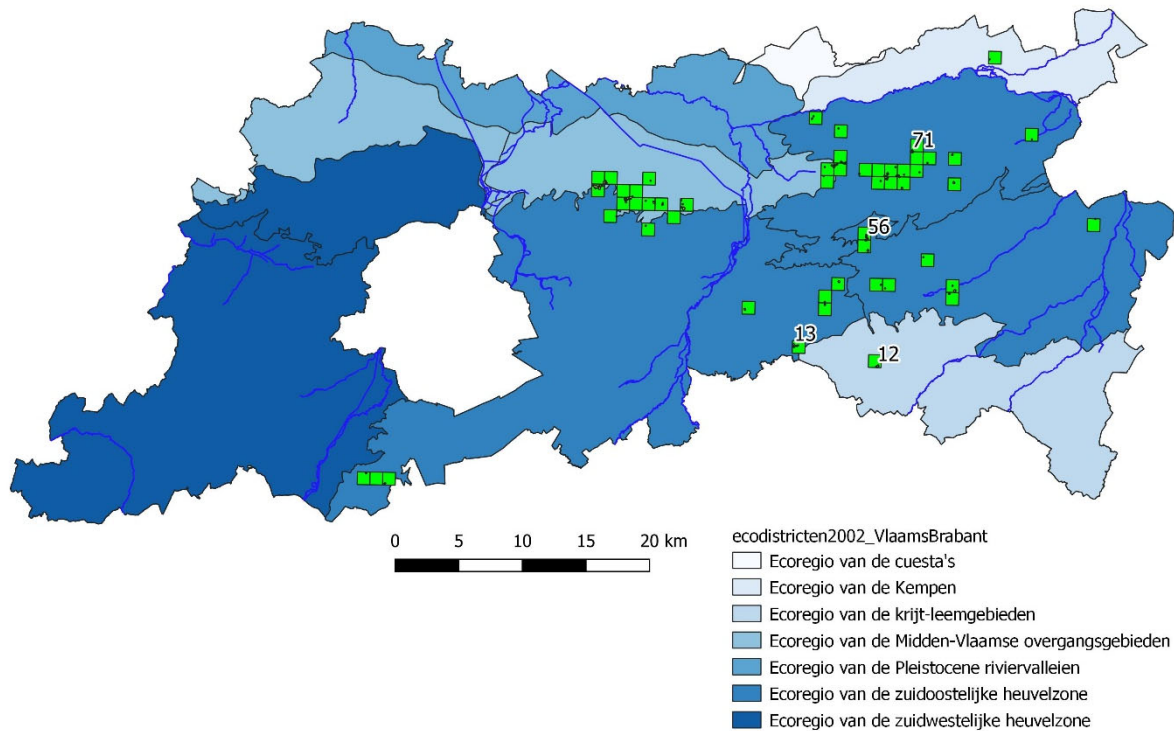 71
56
13
12
0 5 10 15 20 km
ecodistricten2002_VlaamsBrabant
Ecoregio van de cuesta's
Ecoregio van de Kempen
Ecoregio van de krijt-leemgebieden
Ecoregio van de Midden-Vlaamse overgangsgebieden
Ecoregio van de Pleistocene riviervalleien
Ecoregio van de zuidoostelijke heuvelzone
Ecoregio van de zuidwestelijke heuvelzone